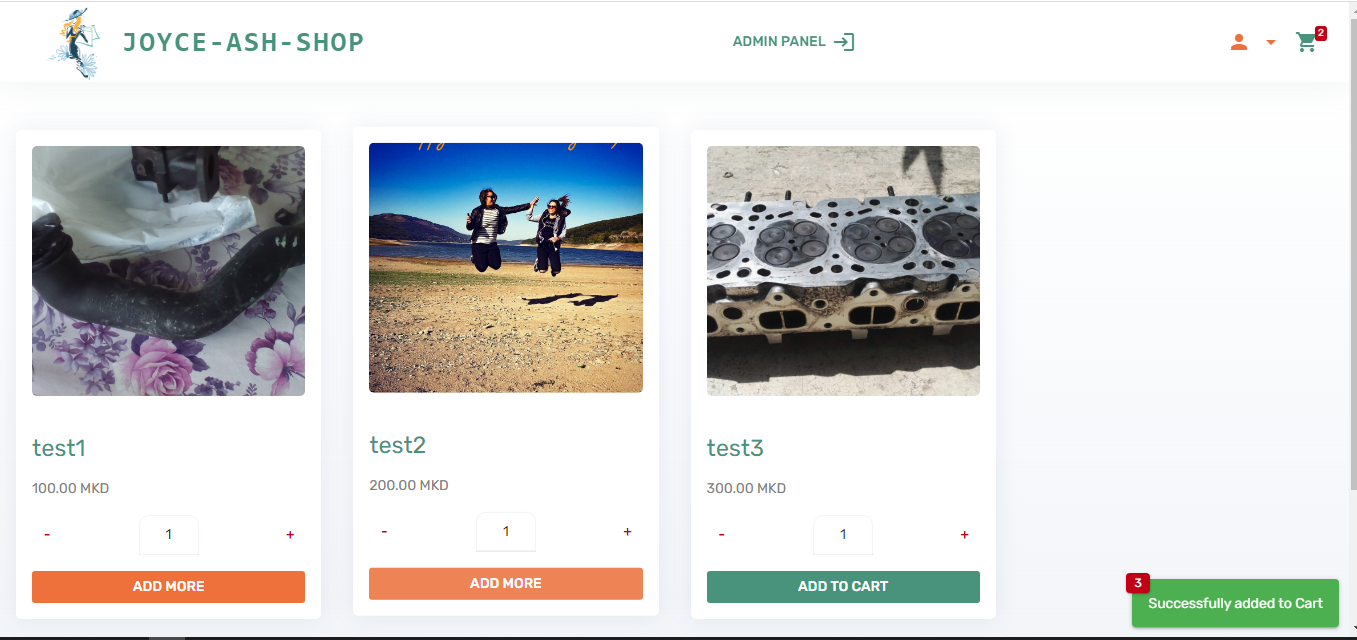 JOYCE-ASH-SHOP
ADMIN PANEL
2
test1
100.00 MKD
- 1 +
ADD MORE
test2
200.00 MKD
- 1 +
ADD MORE
test3
300.00 MKD
- 1 +
ADD TO CART
3
Successfully added to Cart